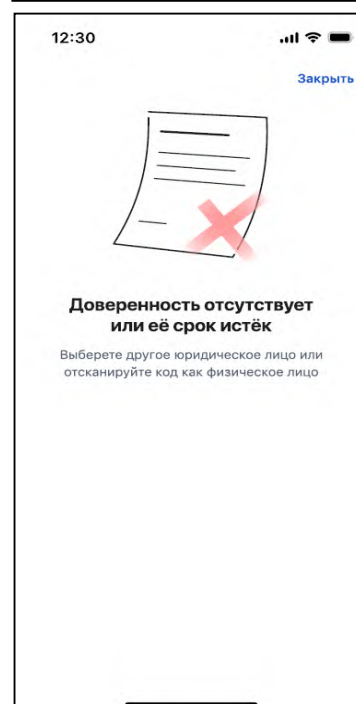 12:30
Закрыть
Доверенность отсутствует
или её срок истёк
Выберете другое юридическое лицо или
отсканируйте код как физическое лицо